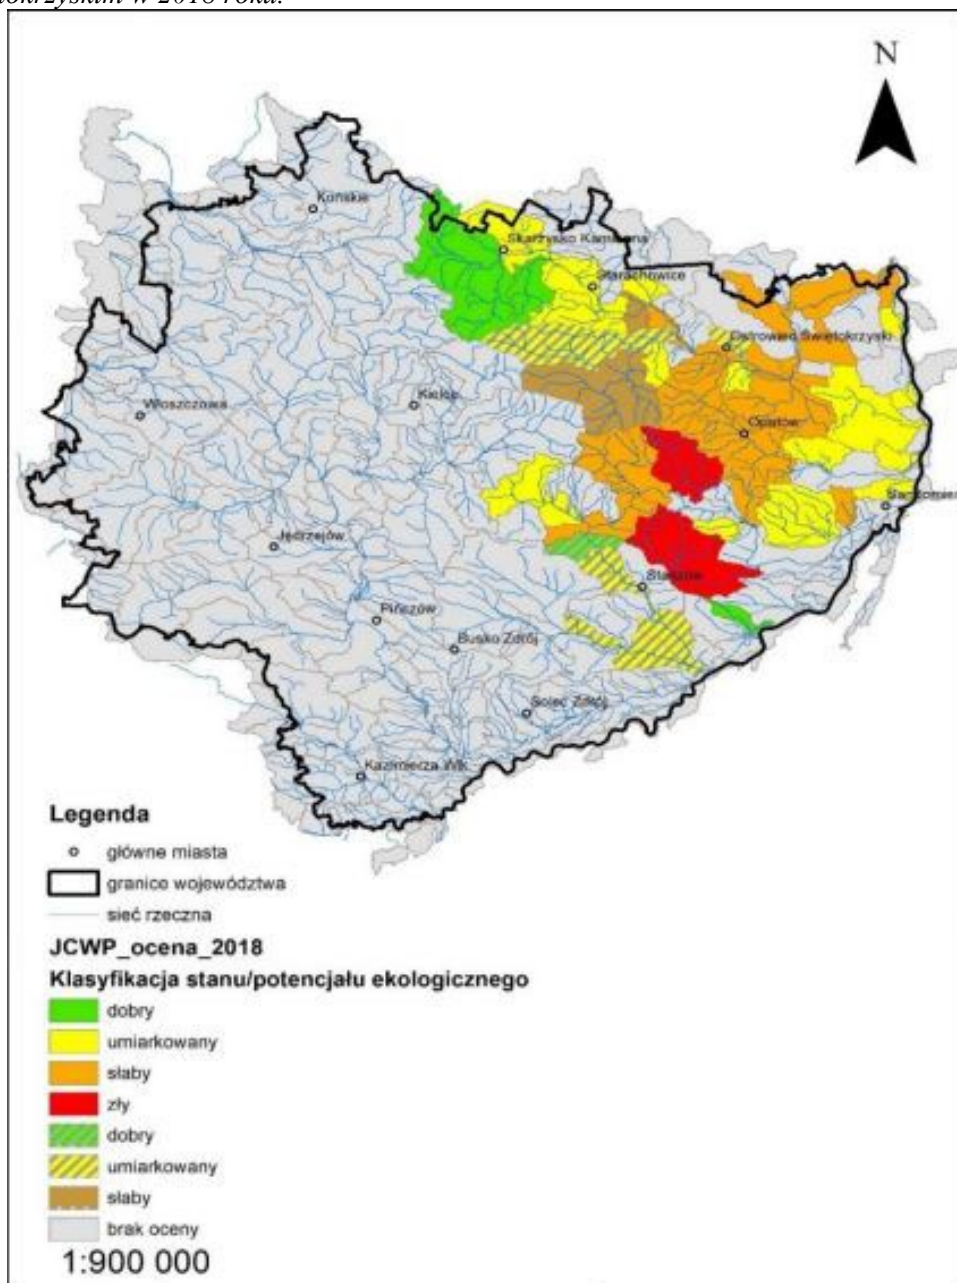 w 2018 roku.
N
Końskie
Skarżysko Kamienna
Starachowice
Ostrowiec Świętokrzyski
Włoszczowa
Kielce
Opatów
Sandomierz
Jędrzejów
Staszów
Pińczów
Busko Zdrój
Solec Zdrój
Kazimierza Wlk
Legenda
główne miasta
granice województwa
sieć rzeczna
JCWP_ocena_2018
Klasyfikacja stanu/potencjału ekologicznego
dobry
umiarkowany
słaby
zły
dobry
umiarkowany
słaby
brak oceny
1:900 000